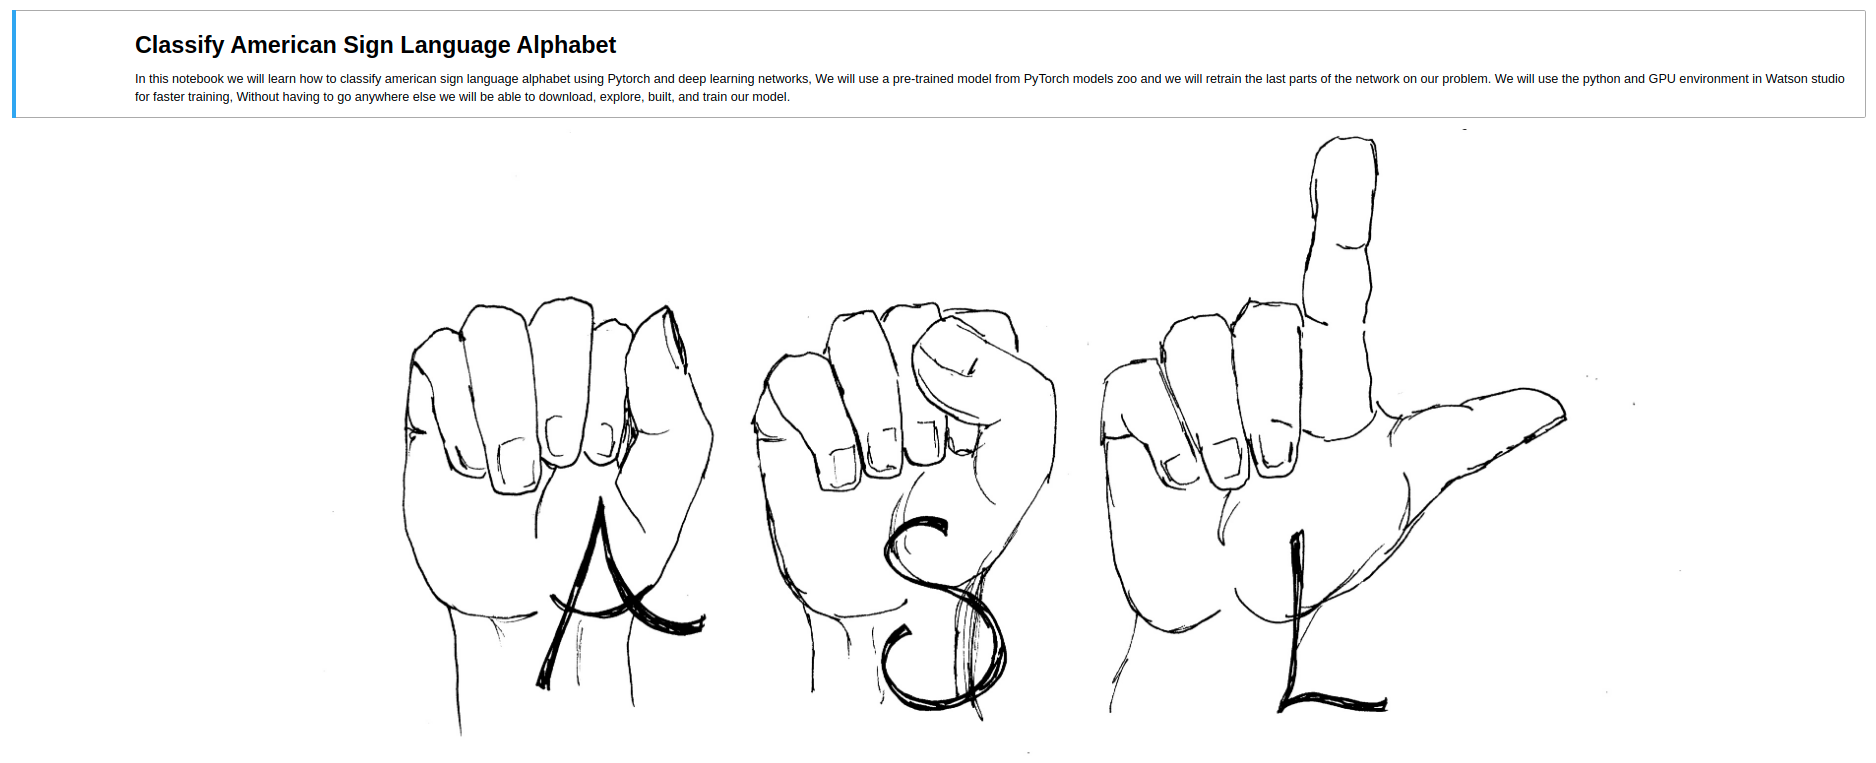 Classify American Sign Language Alphabet
In this notebook we will learn how to classify american sign language alphabet using Pytorch and deep learning networks, We will use a pre-trained model from PyTorch models zoo and we will retrain the last parts of the network on our problem. We will use the python and GPU environment in Watson studio
for faster training, Without having to go anywhere else we will be able to download, explore, built, and train our model.
A S L